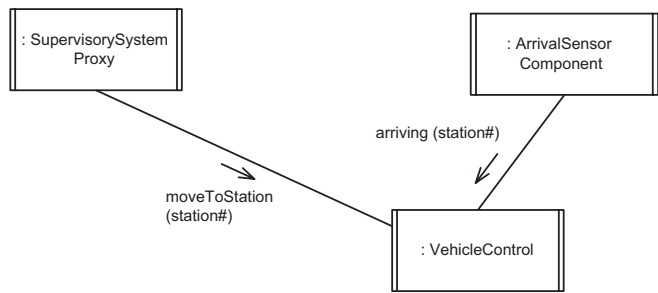 : SupervisorySystem
Proxy
: ArrivalSensor
Component
arriving (station#)
moveToStation
(station#)
: VehicleControl